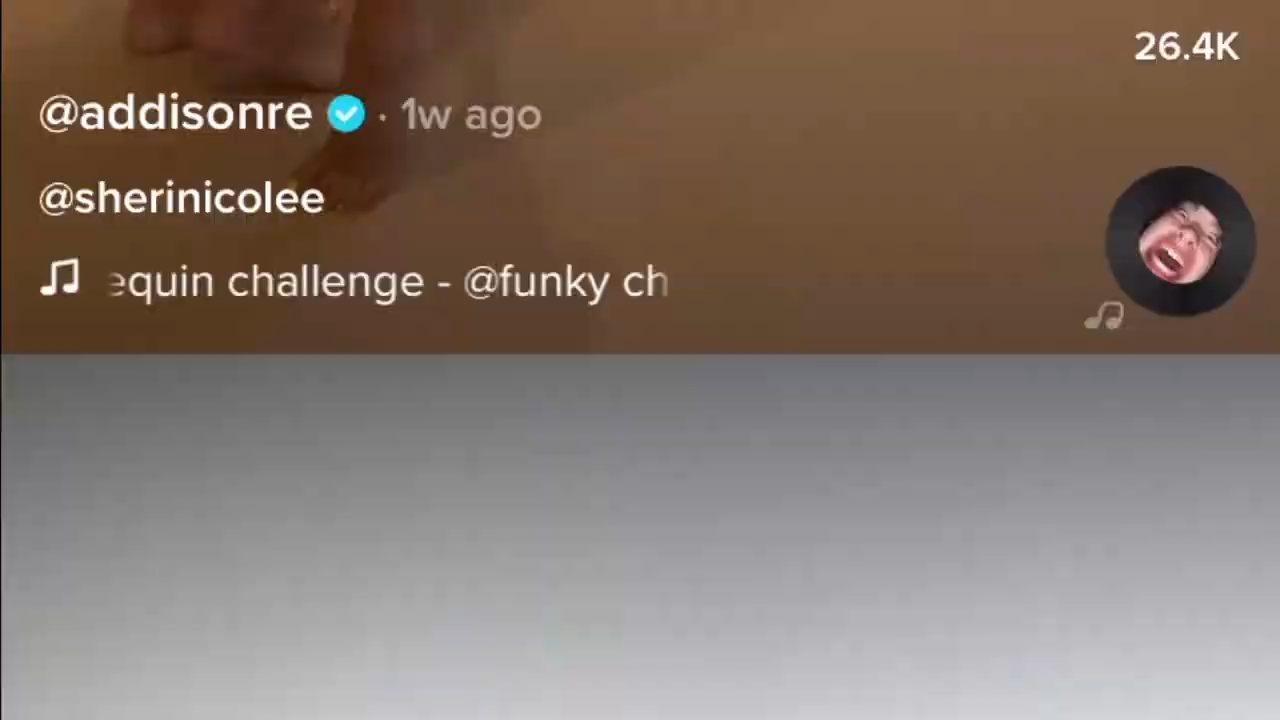 26.4K
@addisonre · 1w ago
@sherinicolee
equin challenge - @funky ch